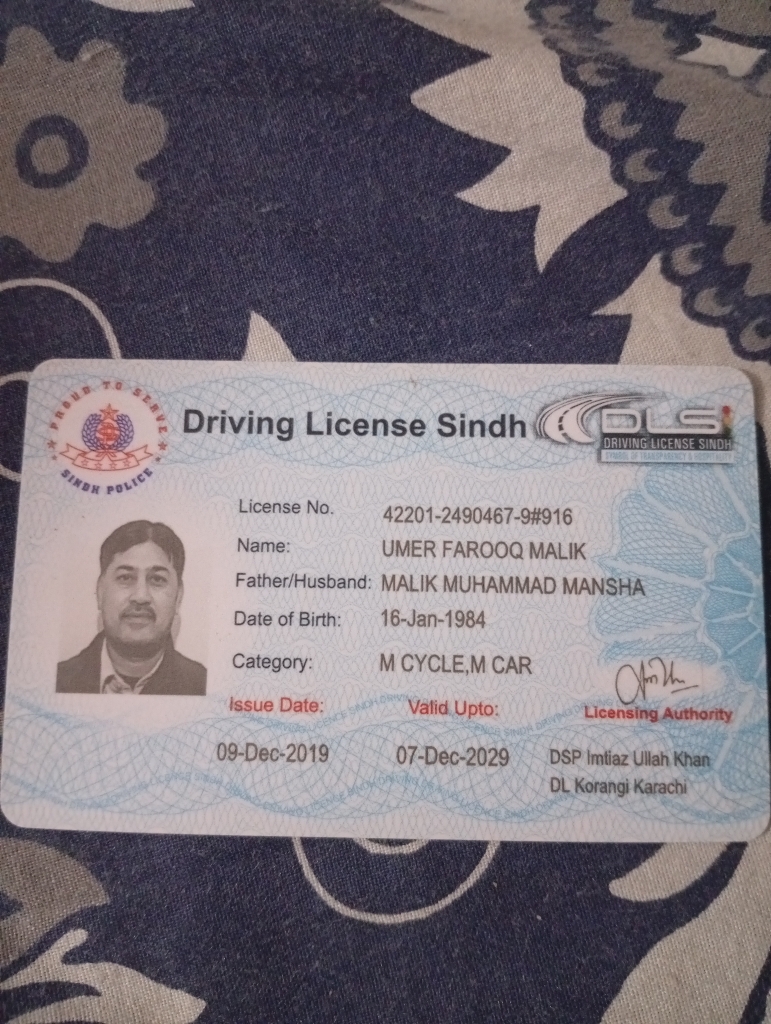 PROUD TO SERVE
SINDH POLICE
Driving License Sindh
DLS
DRIVING LICENSE SINDH
License No. 42201-2490467-9#916
Name: UMER FAROOQ MALIK
Father/Husband: MALIK MUHAMMAD MANSHA
Date of Birth: 16-Jan-1984
Category: M CYCLE,M CAR
Issue Date: Valid Upto: Licensing Authority
09-Dec-2019 07-Dec-2029 DSP Imtiaz Ullah Khan
DL Korangi Karachi